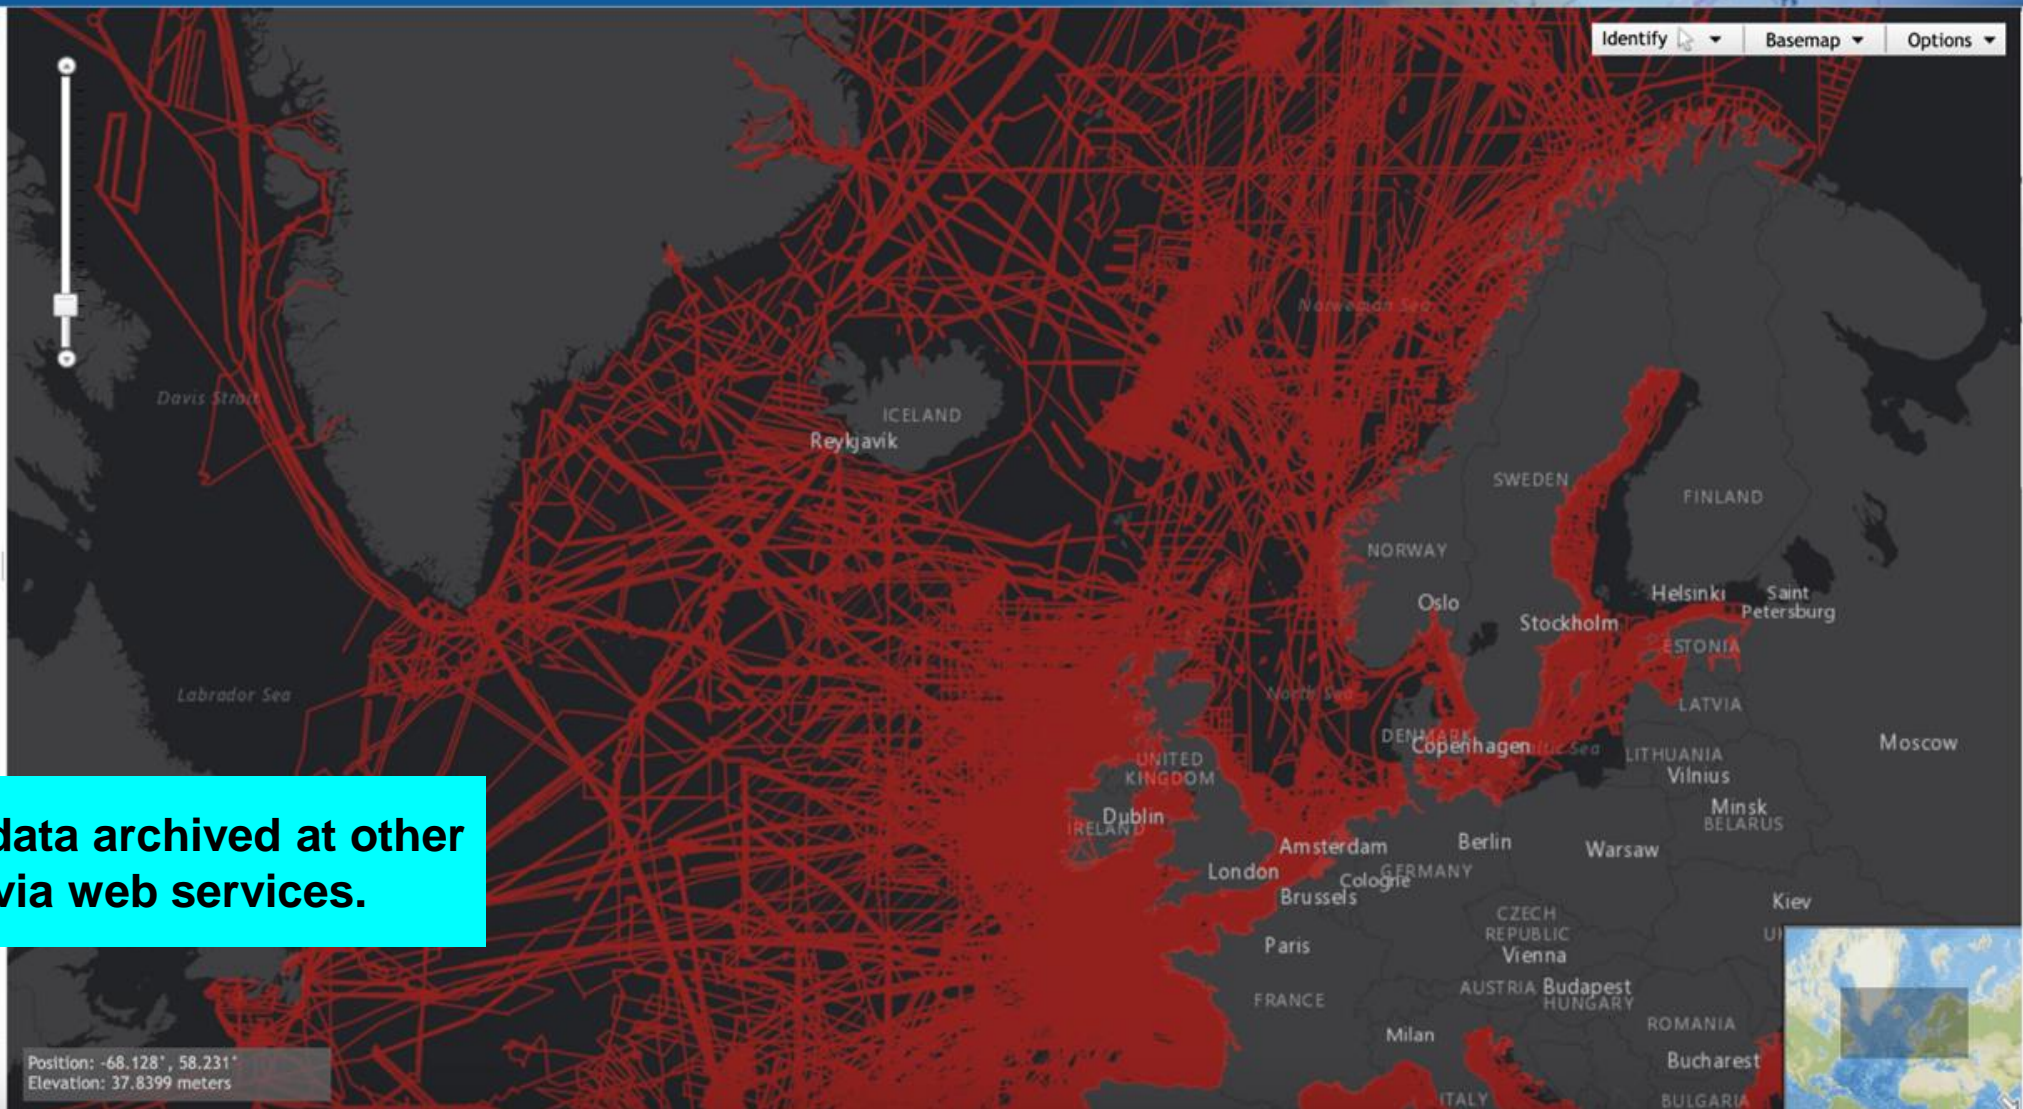 Identify
Basemap
Options
Norwegian Sea
Davis Strait
ICELAND
Reykjavík
SWEDEN
FINLAND
NORWAY
Oslo
Helsinki
Saint
Petersburg
Stockholm
ESTONIA
Labrador Sea
North Sea
LATVIA
DENMARK
Copenhagen
Sea
Moscow
LITHUANIA
Vilnius
UNITED
KINGDOM
Minsk
BELARUS
Dublin
IRELAND
data archived at other
via web services.
Amsterdam
Berlin
Warsaw
London
Cologne
GERMANY
Brussels
Kiev
CZECH
REPUBLIC
Paris
Vienna
AUSTRIA
Budapest
HUNGARY
FRANCE
Milan
ROMANIA
Bucharest
ITALY
BULGARIA
Position: -68.128°, 58.231°
Elevation: 37.8399 meters